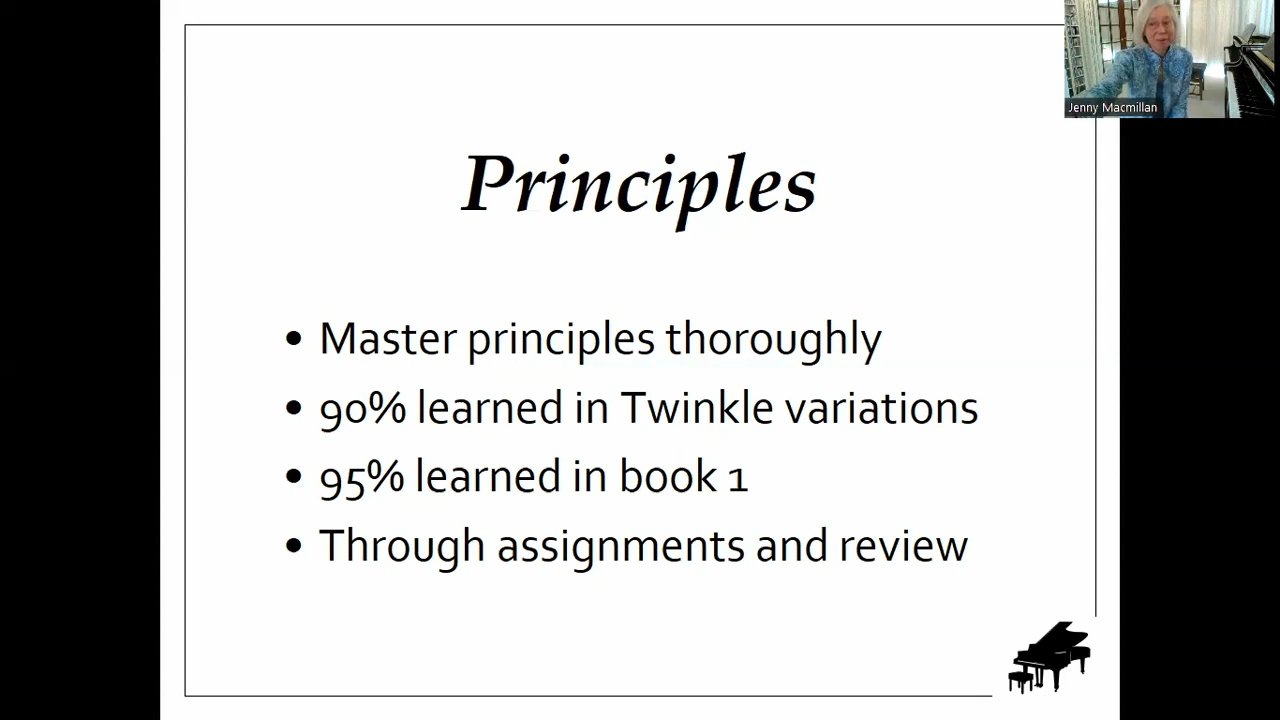 Jenny Macmillan
Principles
• Master principles thoroughly
• 90% learned in Twinkle variations
• 95% learned in book 1
• Through assignments and review